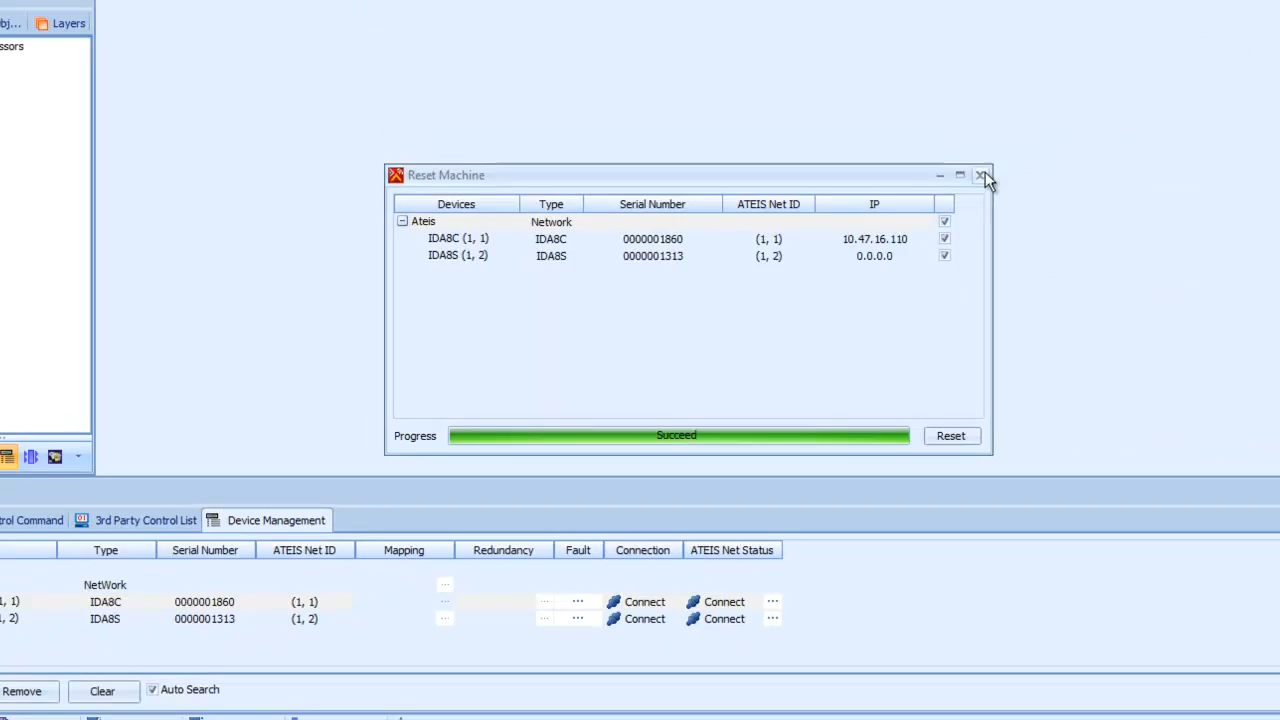 bj... Layers
ssors
Reset Machine
Devices Type Serial Number ATEIS Net ID IP
Ateis Network
IDA8C (1, 1) IDA8C 0000001860 (1, 1) 10.47.16.110
IDA8S (1, 2) IDA8S 0000001313 (1, 2) 0.0.0.0
Progress Succeed Reset
trol Command 3rd Party Control List Device Management
Type Serial Number ATEIS Net ID Mapping Redundancy Fault Connection ATEIS Net Status
NetWork ...
1, 1) IDA8C 0000001860 (1, 1) ... ... ... Connect Connect ...
1, 2) IDA8S 0000001313 (1, 2) ... ... ... Connect Connect ...
Remove Clear Auto Search